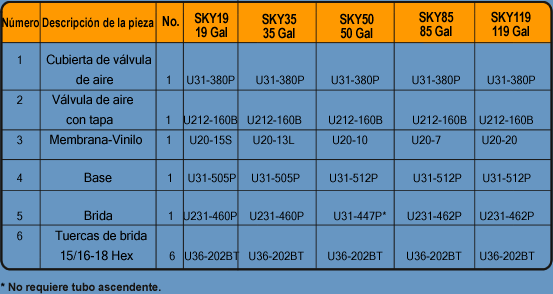 Número Descripción de la pieza No. SKY19 SKY35 SKY50 SKY85 SKY119
19 Gal 35 Gal 50 Gal 85 Gal 119 Gal
1 Cubierta de válvula
de aire 1 U31-380P U31-380P U31-380P U31-380P U31-380P
2 Válvula de aire
con tapa 1 U212-160B U212-160B U212-160B U212-160B U212-160B
3 Membrana-Vinilo 1 U20-15S U20-13L U20-10 U20-7 U20-20
4 Base 1 U31-505P U31-505P U31-512P U31-512P U31-512P
5 Brida 1 U231-460P U231-460P U31-447P* U231-462P U231-462P
6 Tuercas de brida
15/16-18 Hex 6 U36-202BT U36-202BT U36-202BT U36-202BT U36-202BT
* No requiere tubo ascendente.